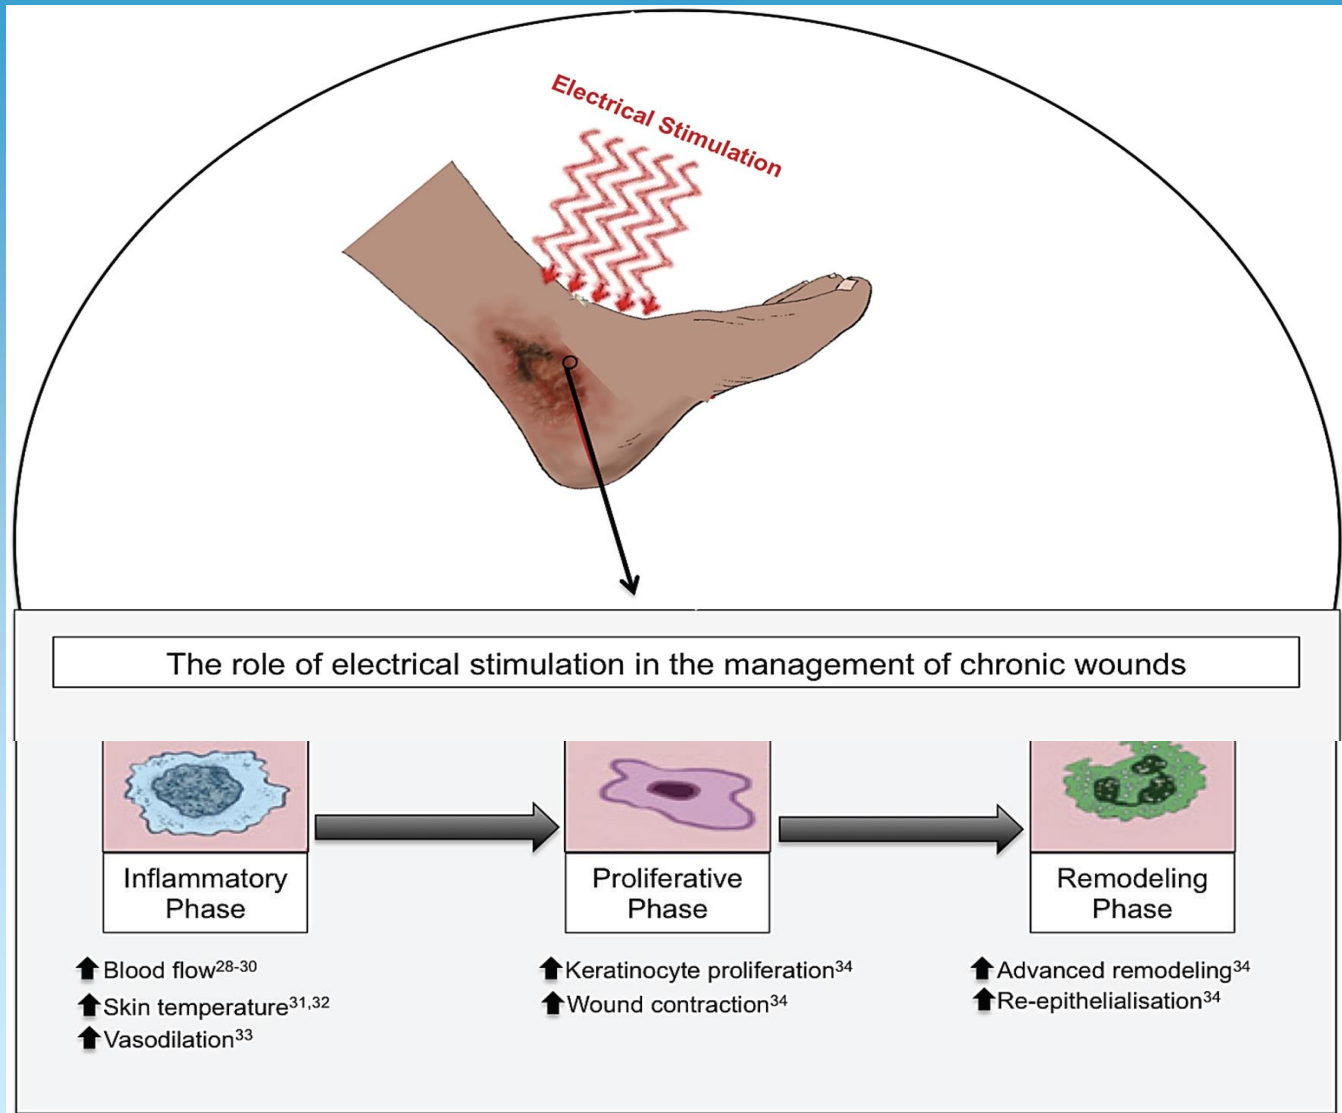 Electrical Stimulation
The role of electrical stimulation in the management of chronic wounds
Inflammatory
Phase
Proliferative
Phase
Remodeling
Phase
Blood flow28-30
Skin temperature31,32
Vasodilation33
Keratinocyte proliferation34
Wound contraction34
Advanced remodeling34
Re-epithelialisation34